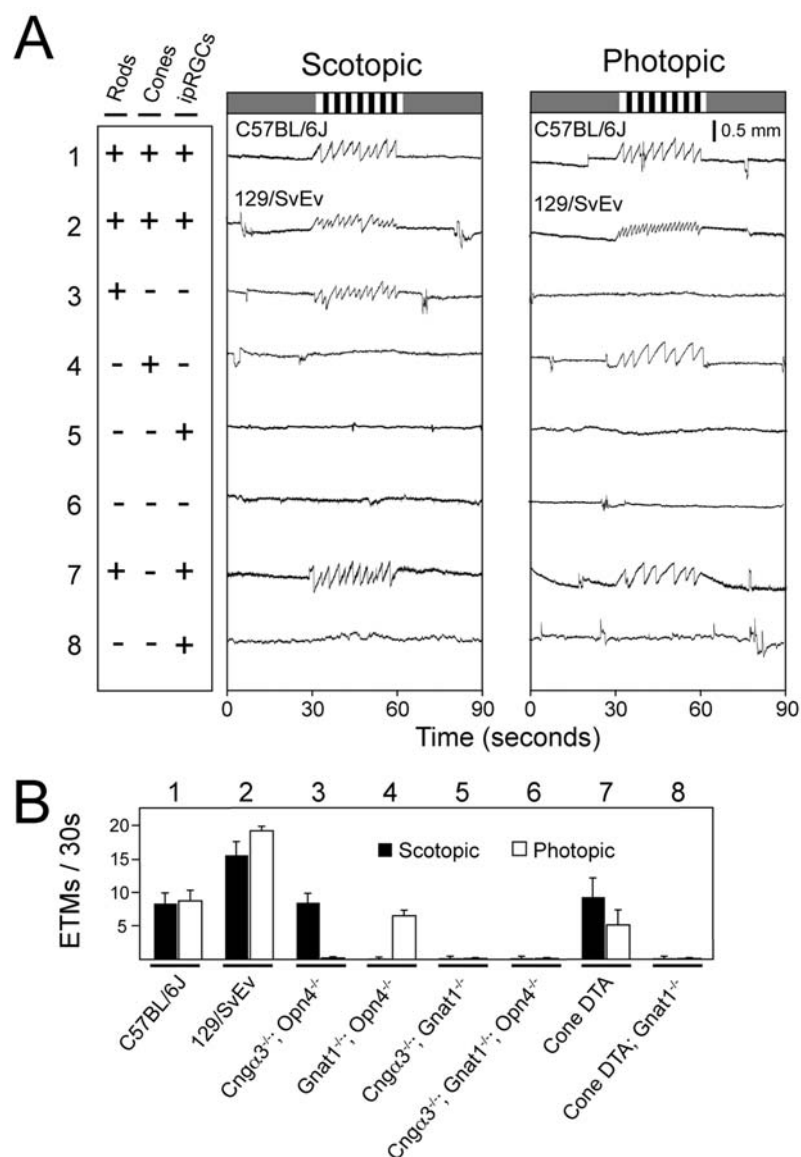 A
Rods
Cones
ipRGCs
Scotopic
Photopic
C57BL/6J
C57BL/6J
0.5 mm
1 + + +
129/SvEv
129/SvEv
2 + + +
3 + - -
4 - + -
5 - - +
6 - - -
7 + - +
8 - - +
0 30 60 90
0 30 60 90
Time (seconds)
B
1 2 3 4 5 6 7 8
ETMs / 30s
20
15
10
5
Scotopic
Photopic
C57BL/6J
129/SvEv
Cngα3-/-; Opn4-/-
Gnat1-/-; Opn4-/-
Cngα3-/-; Gnat1-/-
Cngα3-/-; Gnat1-/-; Opn4-/-
Cone DTA
Cone DTA; Gnat1-/-